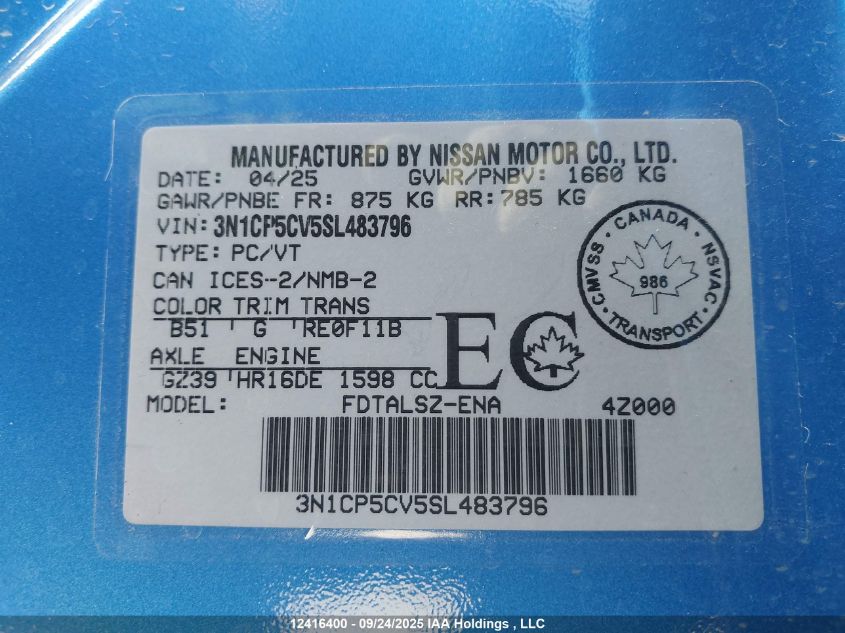 MANUFACTURED BY NISSAN MOTOR CO., LTD.
DATE: 04/25 GVWR/PNBV: 1660 KG
GAWR/PNBE FR: 875 KG RR: 785 KG
VIN: 3N1CP5CV5SL483796
TYPE: PC/VT
CAN ICES-2/NMB-2
COLOR TRIM TRANS
B51 G RE0F11B
AXLE ENGINE
GZ39 HR16DE 1598 CC
EC
CANADA
CMVSS NSVAC
986
TRANSPORT
MODEL: FDTALSZ-ENA 4Z000
3N1CP5CV5SL483796
12416400 - 09/24/2025 IAA Holdings , LLC